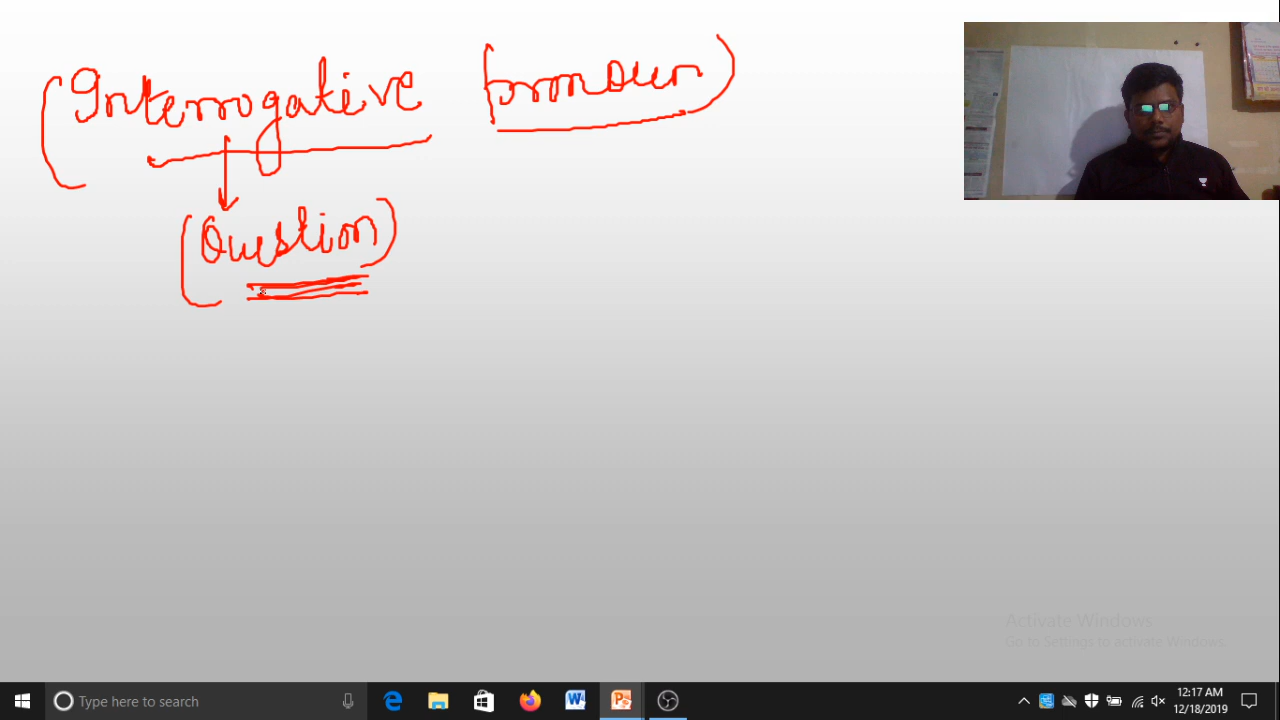 (Interrogative pronoun)
(Question)
Activate Windows
Go to Settings to activate Windows.
Type here to search
12:17 AM
12/18/2019